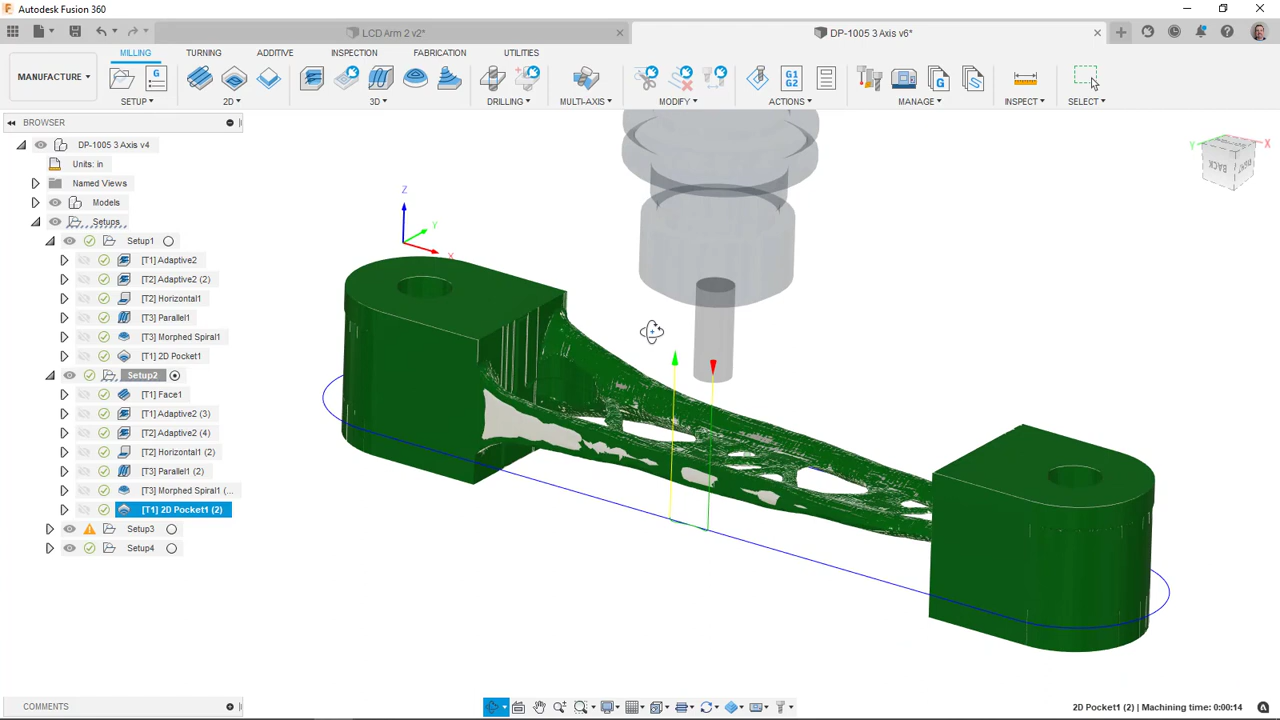 Autodesk Fusion 360
LCD Arm 2 v2*
DP-1005 3 Axis v6*
MILLING TURNING ADDITIVE INSPECTION FABRICATION UTILITIES
MANUFACTURE
SETUP 2D 3D DRILLING MULTI-AXIS MODIFY ACTIONS MANAGE INSPECT SELECT
G1
G2
BROWSER
DP-1005 3 Axis v4
Units: in
Named Views
Models
Setups
Setup1
[T1] Adaptive2
[T2] Adaptive2 (2)
[T2] Horizontal1
[T3] Parallel1
[T3] Morphed Spiral1
[T1] 2D Pocket1
Setup2
[T1] Face1
[T1] Adaptive2 (3)
[T2] Adaptive2 (4)
[T2] Horizontal1 (2)
[T3] Parallel1 (2)
[T3] Morphed Spiral1 (...
[T1] 2D Pocket1 (2)
Setup3
Setup4
Z
Y
X
Y
X
BACK
COMMENTS
2D Pocket1 (2) | Machining time: 0:00:14